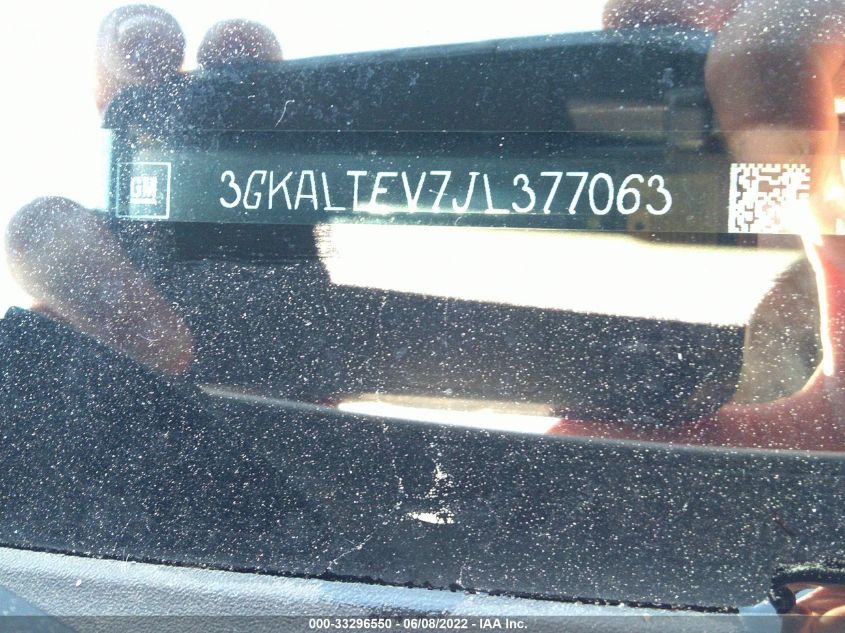 GM 3GKALTEV7JL377063
000-33296550 - 06/08/2022 - IAA Inc.